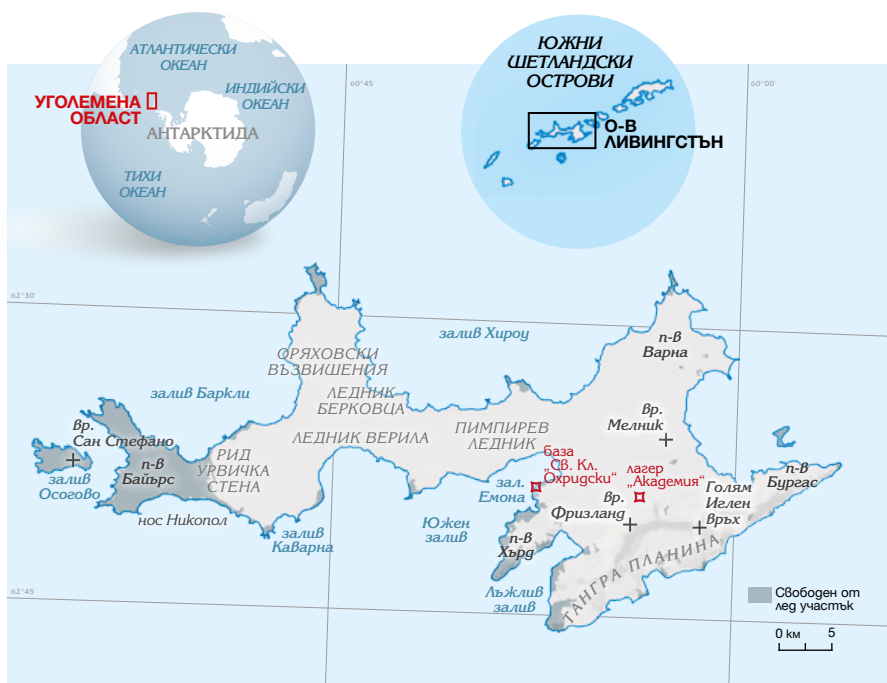 АТЛАНТИЧЕСКИ
ОКЕАН
ИНДИЙСКИ
ОКЕАН
УГОЛЕМЕНА
ОБЛАСТ
АНТАРКТИДА
ТИХИ
ОКЕАН
ЮЖНИ
ШЕТЛАНДСКИ
ОСТРОВИ
О-В
ЛИВИНГСТЪН
60°45'
60°00'
62°30'
залив Хироу
п-в
Варна
ОРЯХОВСКИ
ВЪЗВИШЕНИЯ
залив Баркли
ЛЕДНИК
БЕРКОВЦА
вр.
Сан Стефано
вр.
Мелник
ПИМПИРЕВ
ЛЕДНИК
ЛЕДНИК ВЕРИЛА
РИД
УРВИЧКА
СТЕНА
п-в
Байърс
залив
Осогово
база
„Св. Кл.
Охридски“
лагер
„Академия“
зал.
Емона
вр.
Фризланд
Голям
Иглен
връх
п-в
Бургас
нос Никопол
залив
Каварна
Южен
залив
п-в
Хърд
ТАНГРА ПЛАНИНА
Лъжлив
залив
62°45'
Свободен от
лед участък
0 км 5